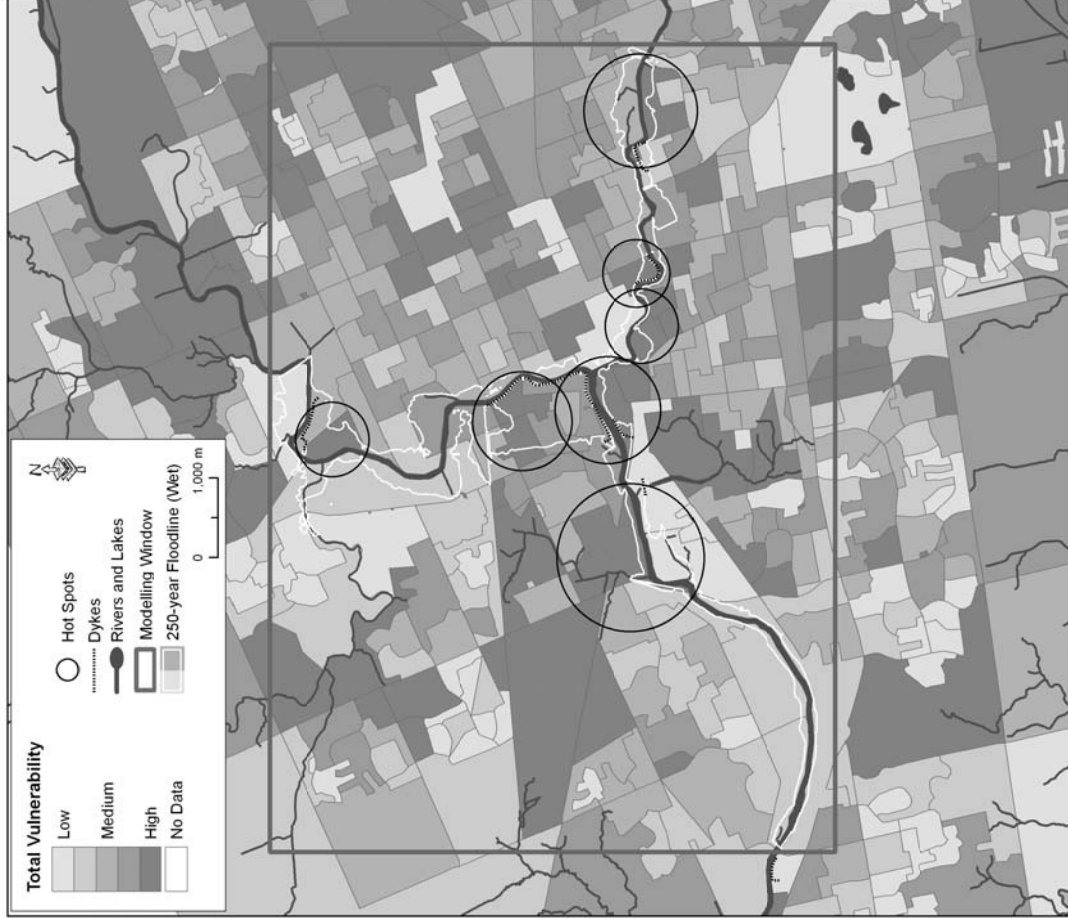 Total Vulnerability
Low
Medium
High
No Data
Hot Spots
Dykes
Rivers and Lakes
Modelling Window
250-year Floodline (Wet)
N
0 1,000 m